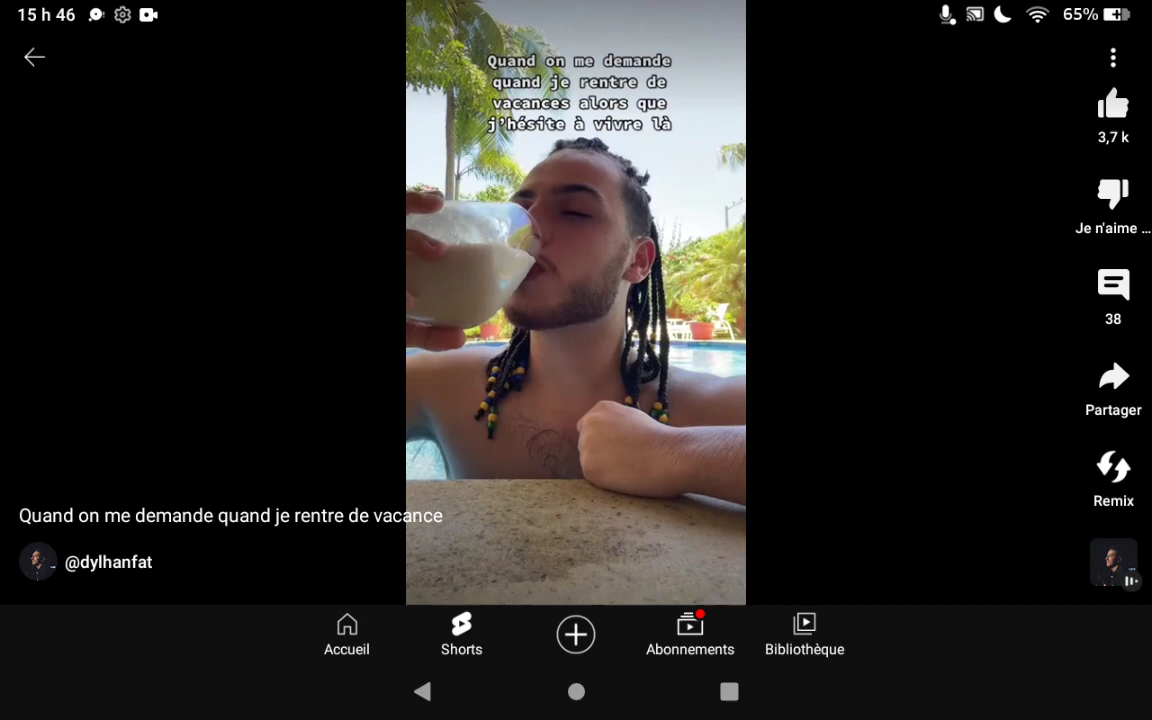 15 h 46
65%
Quand on me demande
quand je rentre de
vacances alors que
j'hésite à vivre là
3,7 k
Je n'aime ...
38
Partager
Remix
Quand on me demande quand je rentre de vacance
@dylhanfat
Accueil
Shorts
Abonnements
Bibliothèque